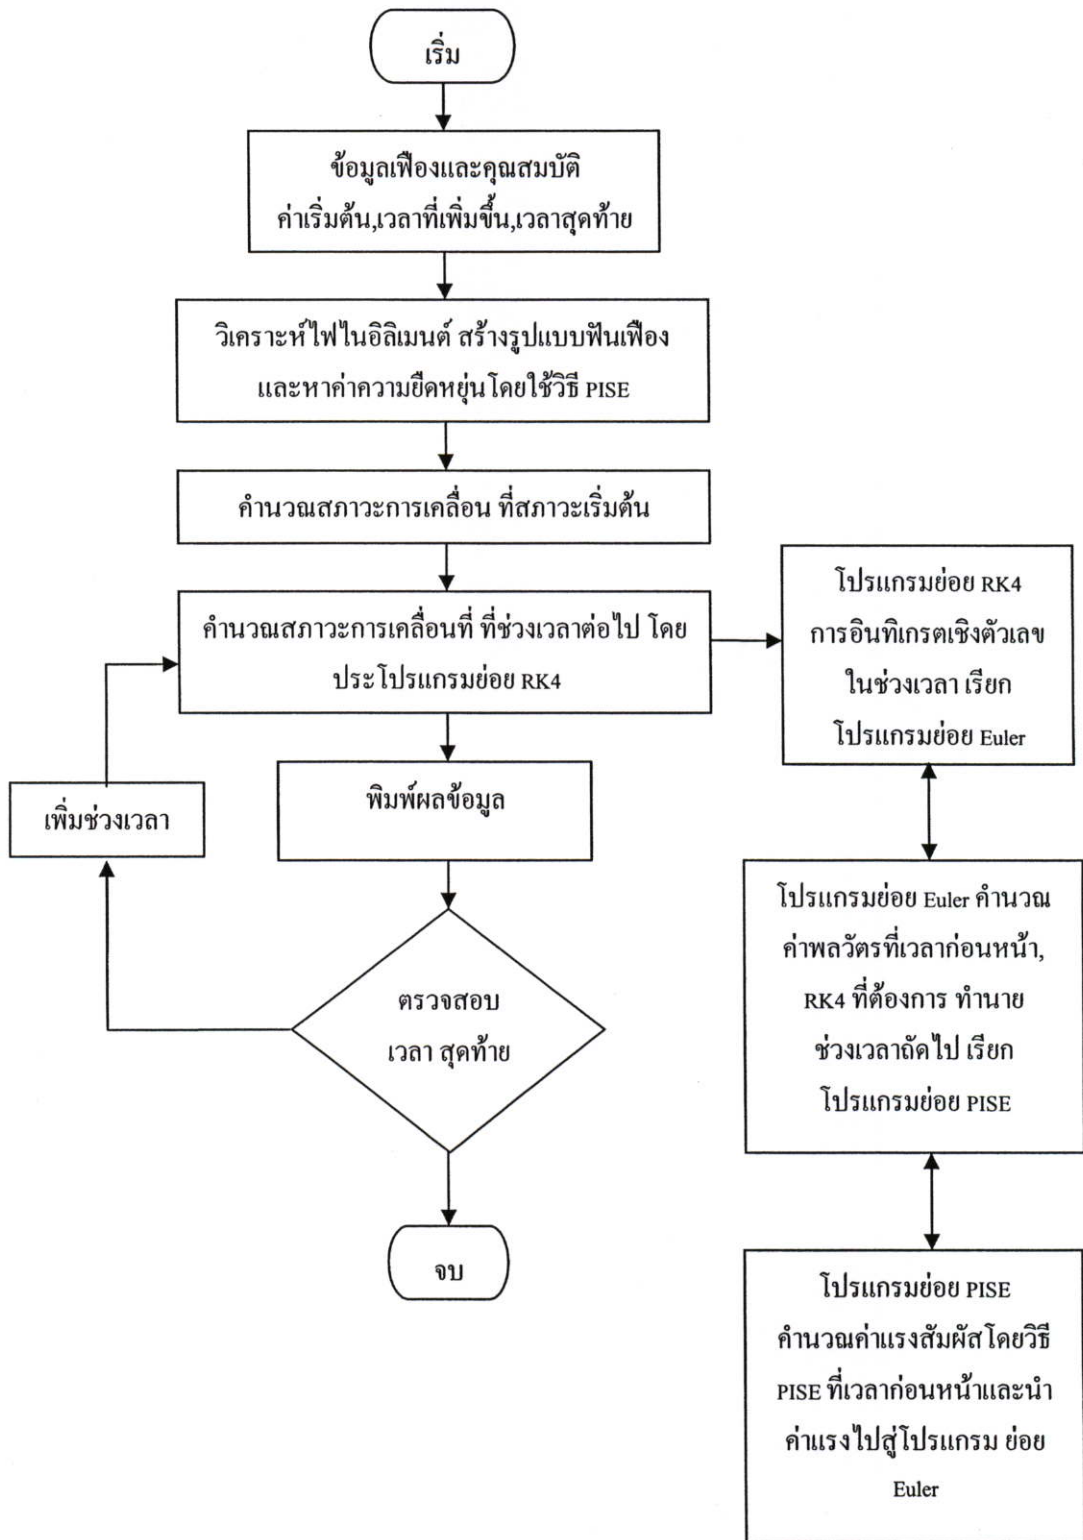 เริ่ม
ข้อมูลเฟืองและคุณสมบัติ
ค่าเริ่มต้น,เวลาที่เพิ่มขึ้น,เวลาสุดท้าย
วิเคราะห์ไฟในอิลิเมนต์ สร้างรูปแบบฟันเฟือง
และหาค่าความยืดหยุ่นโดยใช้วิธี PISE
คำนวณสภาวะการเคลื่อน ที่สภาวะเริ่มต้น
คำนวณสภาวะการเคลื่อนที่ ที่ช่วงเวลาต่อไป โดย
ประโปรแกรมย่อย RK4
พิมพ์ผลข้อมูล
เพิ่มช่วงเวลา
ตรวจสอบ
เวลา สุดท้าย
จบ
โปรแกรมย่อย RK4
การอินทิเกรตเชิงตัวเลข
ในช่วงเวลา เรียก
โปรแกรมย่อย Euler
โปรแกรมย่อย Euler คำนวณ
ค่าพลวัตรที่เวลาก่อนหน้า,
RK4 ที่ต้องการ ทำนาย
ช่วงเวลาถัดไป เรียก
โปรแกรมย่อย PISE
โปรแกรมย่อย PISE
คำนวณค่าแรงสัมผัสโดยวิธี
PISE ที่เวลาก่อนหน้าและนำ
ค่าแรงไปสู่โปรแกรม ย่อย
Euler